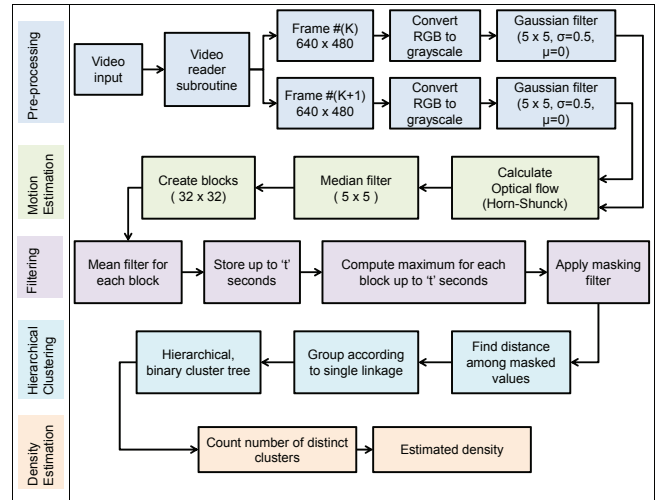 Pre-processing
Video
input
Video
reader
subroutine
Frame #(K)
640 x 480
Convert
RGB to
grayscale
Gaussian filter
(5 x 5, σ=0.5,
μ=0)
Frame #(K+1)
640 x 480
Convert
RGB to
grayscale
Gaussian filter
(5 x 5, σ=0.5,
μ=0)
Motion
Estimation
Create blocks
( 32 x 32)
Median filter
( 5 x 5 )
Calculate
Optical flow
(Horn-Shunck)
Filtering
Mean filter for
each block
Store up to ‘t’
seconds
Compute maximum for each
block up to ‘t’ seconds
Apply masking
filter
Hierarchical
Clustering
Hierarchical,
binary cluster tree
Group according
to single linkage
Find distance
among masked
values
Density
Estimation
Count number of distinct
clusters
Estimated density